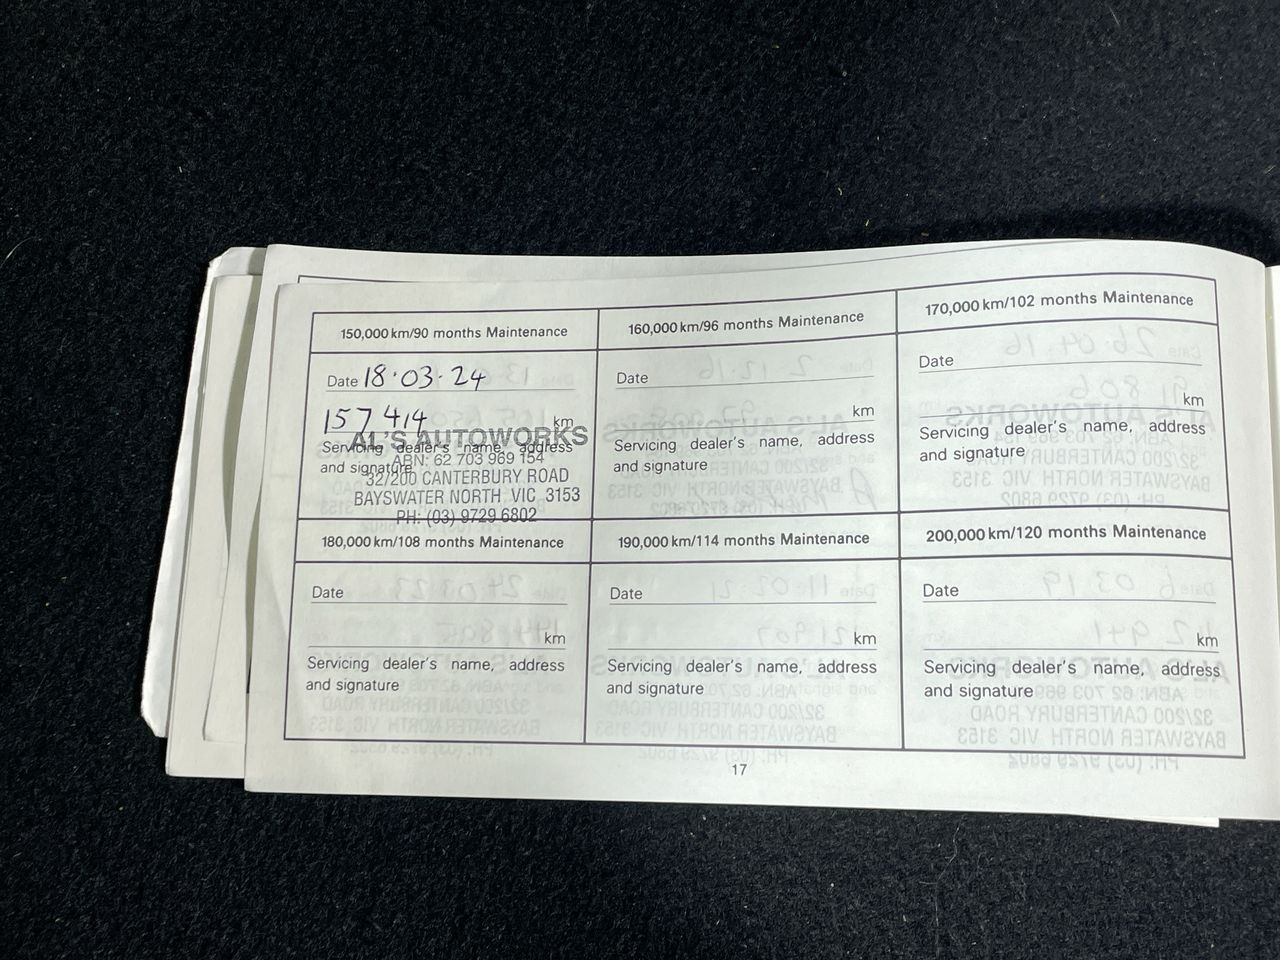 150,000 km/90 months Maintenance
Date 18·03·24
157414 km
Servicing dealer's name, address
and signature
AL'S AUTOWORKS
ABN: 62 703 969 154
32/200 CANTERBURY ROAD
BAYSWATER NORTH VIC 3153
PH: (03) 9729 6802
160,000 km/96 months Maintenance
Date
km
Servicing dealer's name, address
and signature
170,000 km/102 months Maintenance
Date
km
Servicing dealer's name, address
and signature
180,000 km/108 months Maintenance
Date
km
Servicing dealer's name, address
and signature
190,000 km/114 months Maintenance
Date
km
Servicing dealer's name, address
and signature
200,000 km/120 months Maintenance
Date
km
Servicing dealer's name, address
and signature
17